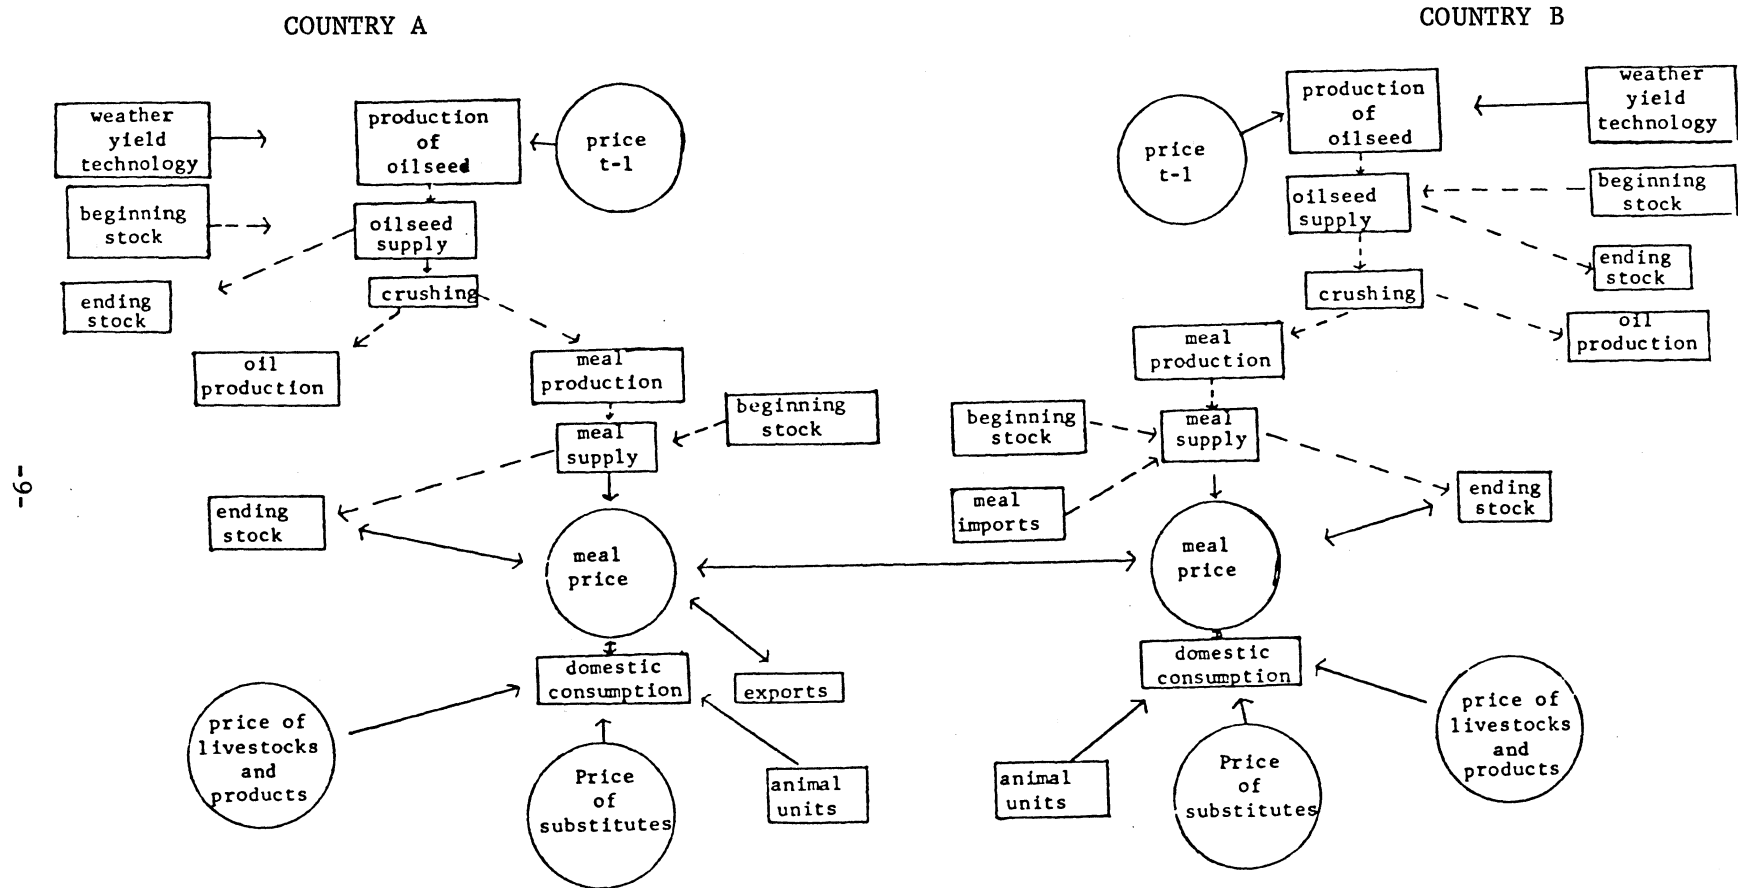 COUNTRY A
weather
yield
technology
production
of
oilseed
price
t-1
beginning
stock
oilseed
supply
ending
stock
crushing
oil
production
meal
production
beginning
stock
meal
supply
ending
stock
meal
price
domestic
consumption
exports
price of
livestocks
and
products
Price
of
substitutes
animal
units
-6-
COUNTRY B
price
t-1
production
of
oilseed
weather
yield
technology
oilseed
supply
beginning
stock
ending
stock
crushing
oil
production
meal
production
beginning
stock
meal
supply
meal
imports
ending
stock
meal
price
domestic
consumption
price of
livestocks
and
products
animal
units
Price
of
substitutes